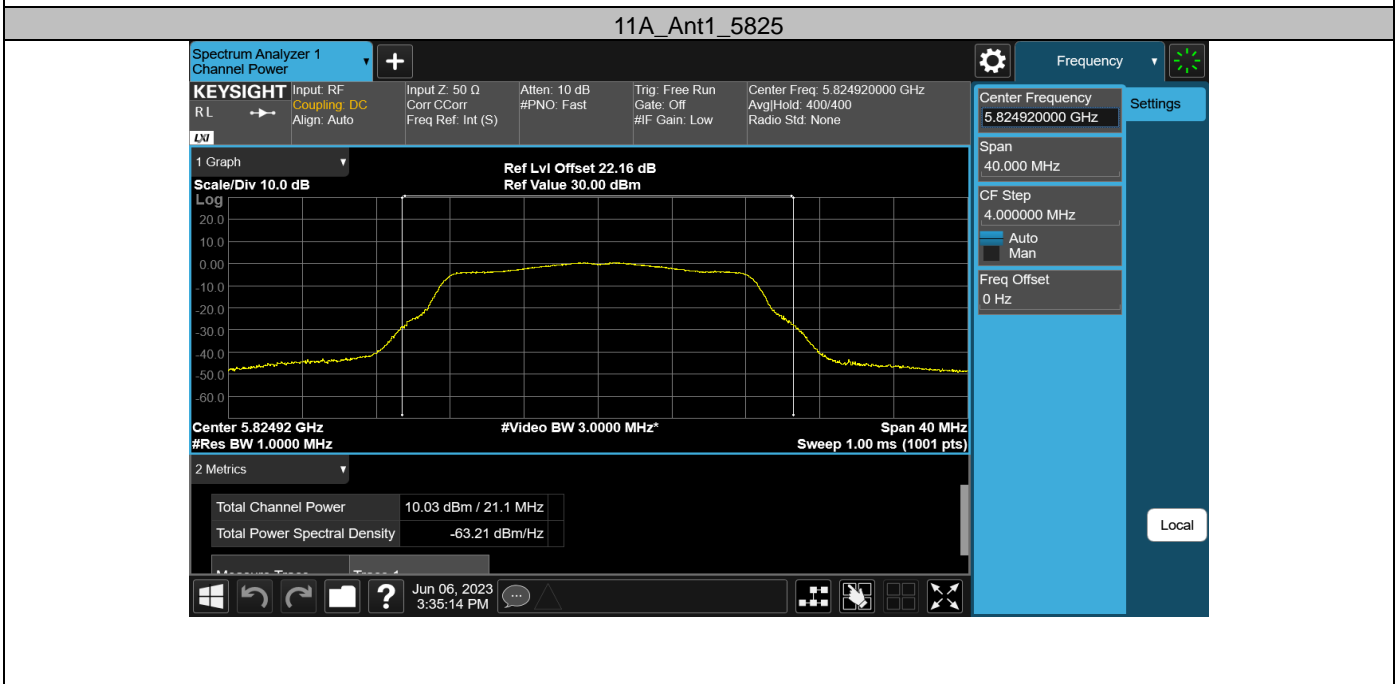 11A_Ant1_5825
Spectrum Analyzer 1
Channel Power
+
Frequency
KEYSIGHT
RL
LXI
Input: RF
Coupling: DC
Align: Auto
Input Z: 50 Ω
Corr CCorr
Freq Ref: Int (S)
Atten: 10 dB
#PNO: Fast
Trig: Free Run
Gate: Off
#IF Gain: Low
Center Freq: 5.824920000 GHz
Avg|Hold: 400/400
Radio Std: None
Center Frequency
5.824920000 GHz
Settings
Span
40.000 MHz
CF Step
4.000000 MHz
Auto
Man
Freq Offset
0 Hz
1 Graph
Scale/Div 10.0 dB
Ref Lvl Offset 22.16 dB
Ref Value 30.00 dBm
Log
20.0
10.0
0.00
-10.0
-20.0
-30.0
-40.0
-50.0
-60.0
Center 5.82492 GHz
#Res BW 1.0000 MHz
#Video BW 3.0000 MHz*
Span 40 MHz
Sweep 1.00 ms (1001 pts)
2 Metrics
Total Channel Power 10.03 dBm / 21.1 MHz
Total Power Spectral Density -63.21 dBm/Hz
Measure Trace Trace 1
Local
?
Jun 06, 2023
3:35:14 PM